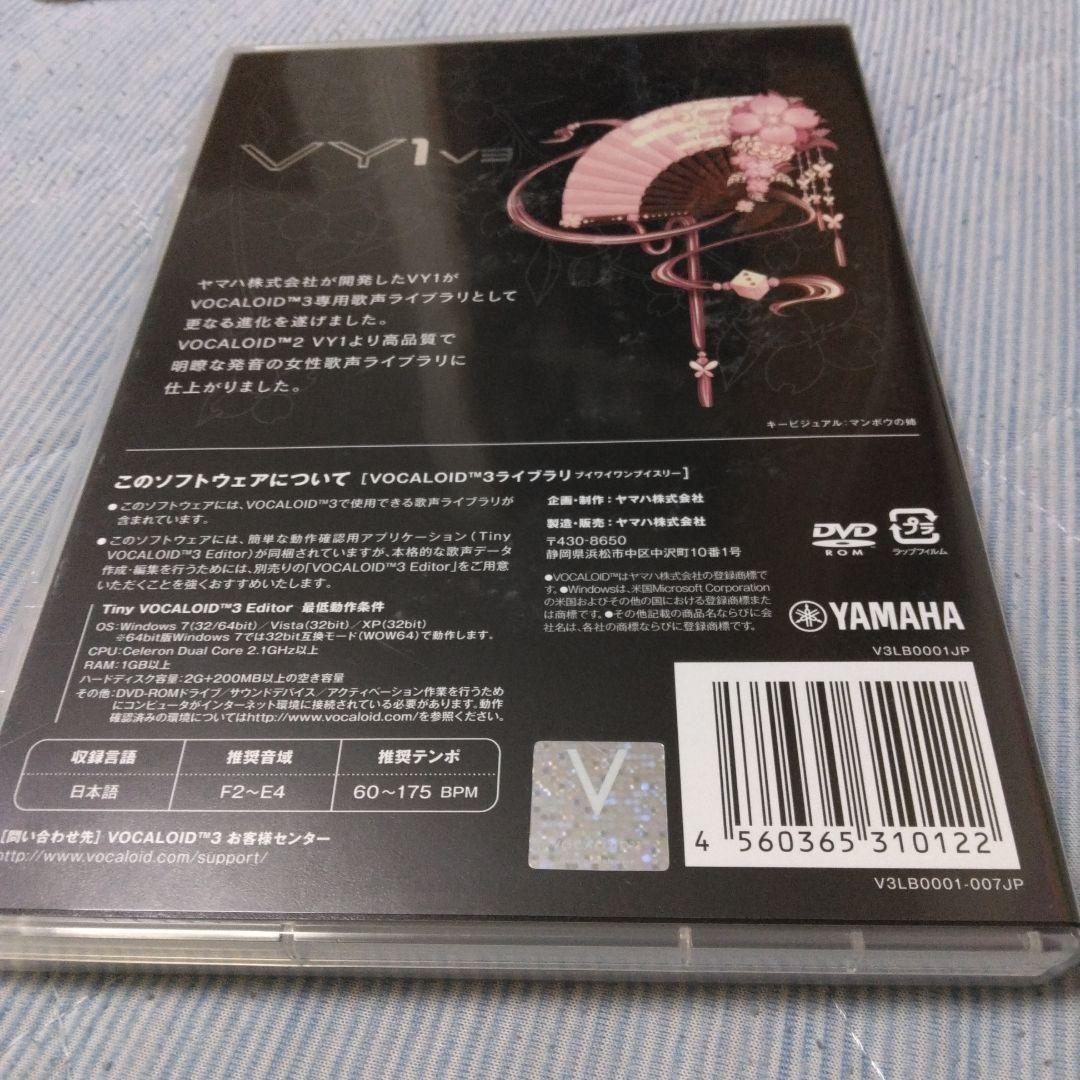 VY1V3
ヤマハ株式会社が開発したVY1が
VOCALOID™3専用歌声ライブラリとして
更なる進化を遂げました。
VOCALOID™2 VY1より高品質で
明瞭な発音の女性歌声ライブラリに
仕上がりました。
キービジュアル:マンボウの姉
このソフトウェアについて [VOCALOID™3ライブラリ ブイワイワンブイスリー]
●このソフトウェアには、VOCALOID™3で使用できる歌声ライブラリが
含まれています。
●このソフトウェアには、簡単な動作確認用アプリケーション(Tiny
VOCALOID™3 Editor)が同梱されていますが、本格的な歌声データ
作成・編集を行うためには、別売りの「VOCALOID™3 Editor」をご用意
いただくことを強くおすすめいたします。
Tiny VOCALOID™3 Editor 最低動作条件
OS:Windows 7(32/64bit)/Vista(32bit)/XP(32bit)
※64bit版Windows 7では32bit互換モード(WOW64)で動作します。
CPU:Celeron Dual Core 2.1GHz以上
RAM:1GB以上
ハードディスク容量:2G+200MB以上の空き容量
その他:DVD-ROMドライブ/サウンドデバイス/アクティベーション作業を行うため
にコンピュータがインターネット環境に接続されている必要があります。動作
確認済みの環境についてはhttp://www.vocaloid.com/を参照ください。
収録言語 推奨音域 推奨テンポ
日本語 F2～E4 60～175 BPM
[問い合わせ先] VOCALOID™3 お客様センター
http://www.vocaloid.com/support/
企画・制作:ヤマハ株式会社
製造・販売:ヤマハ株式会社
〒430-8650
静岡県浜松市中区中沢町10番1号
●VOCALOID™はヤマハ株式会社の登録商標で
す。●Windowsは、米国Microsoft Corporation
の米国およびその他の国における登録商標また
は商標です。●その他記載の商品名ならびに会
社名は、各社の商標ならびに登録商標です。
DVD
ROM
プラ
ラップフィルム
YAMAHA
V3LB0001JP
V
4 560365 310122
V3LB0001-007JP